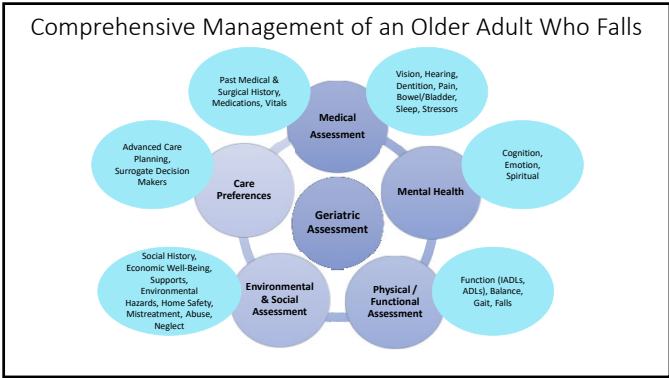 Comprehensive Management of an Older Adult Who Falls
Past Medical &
Surgical History,
Medications, Vitals
Vision, Hearing,
Dentition, Pain,
Bowel/Bladder,
Sleep, Stressors
Medical
Assessment
Advanced Care
Planning,
Surrogate Decision
Makers
Cognition,
Emotion,
Spiritual
Care
Preferences
Mental Health
Geriatric
Assessment
Social History,
Economic Well-Being,
Supports,
Environmental
Hazards, Home Safety,
Mistreatment, Abuse,
Neglect
Environmental
& Social
Assessment
Physical /
Functional
Assessment
Function (IADLs,
ADLs), Balance,
Gait, Falls